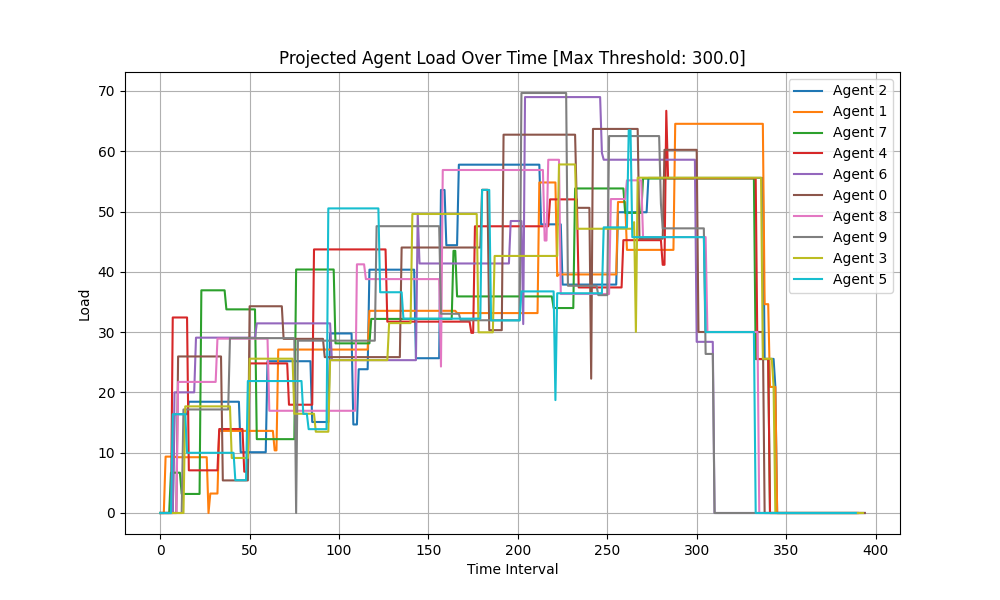 Projected Agent Load Over Time [Max Threshold: 300.0]
70
60
50
40
30
20
10
0
Load
0 50 100 150 200 250 300 350 400
Time Interval
Agent 2
Agent 1
Agent 7
Agent 4
Agent 6
Agent 0
Agent 8
Agent 9
Agent 3
Agent 5